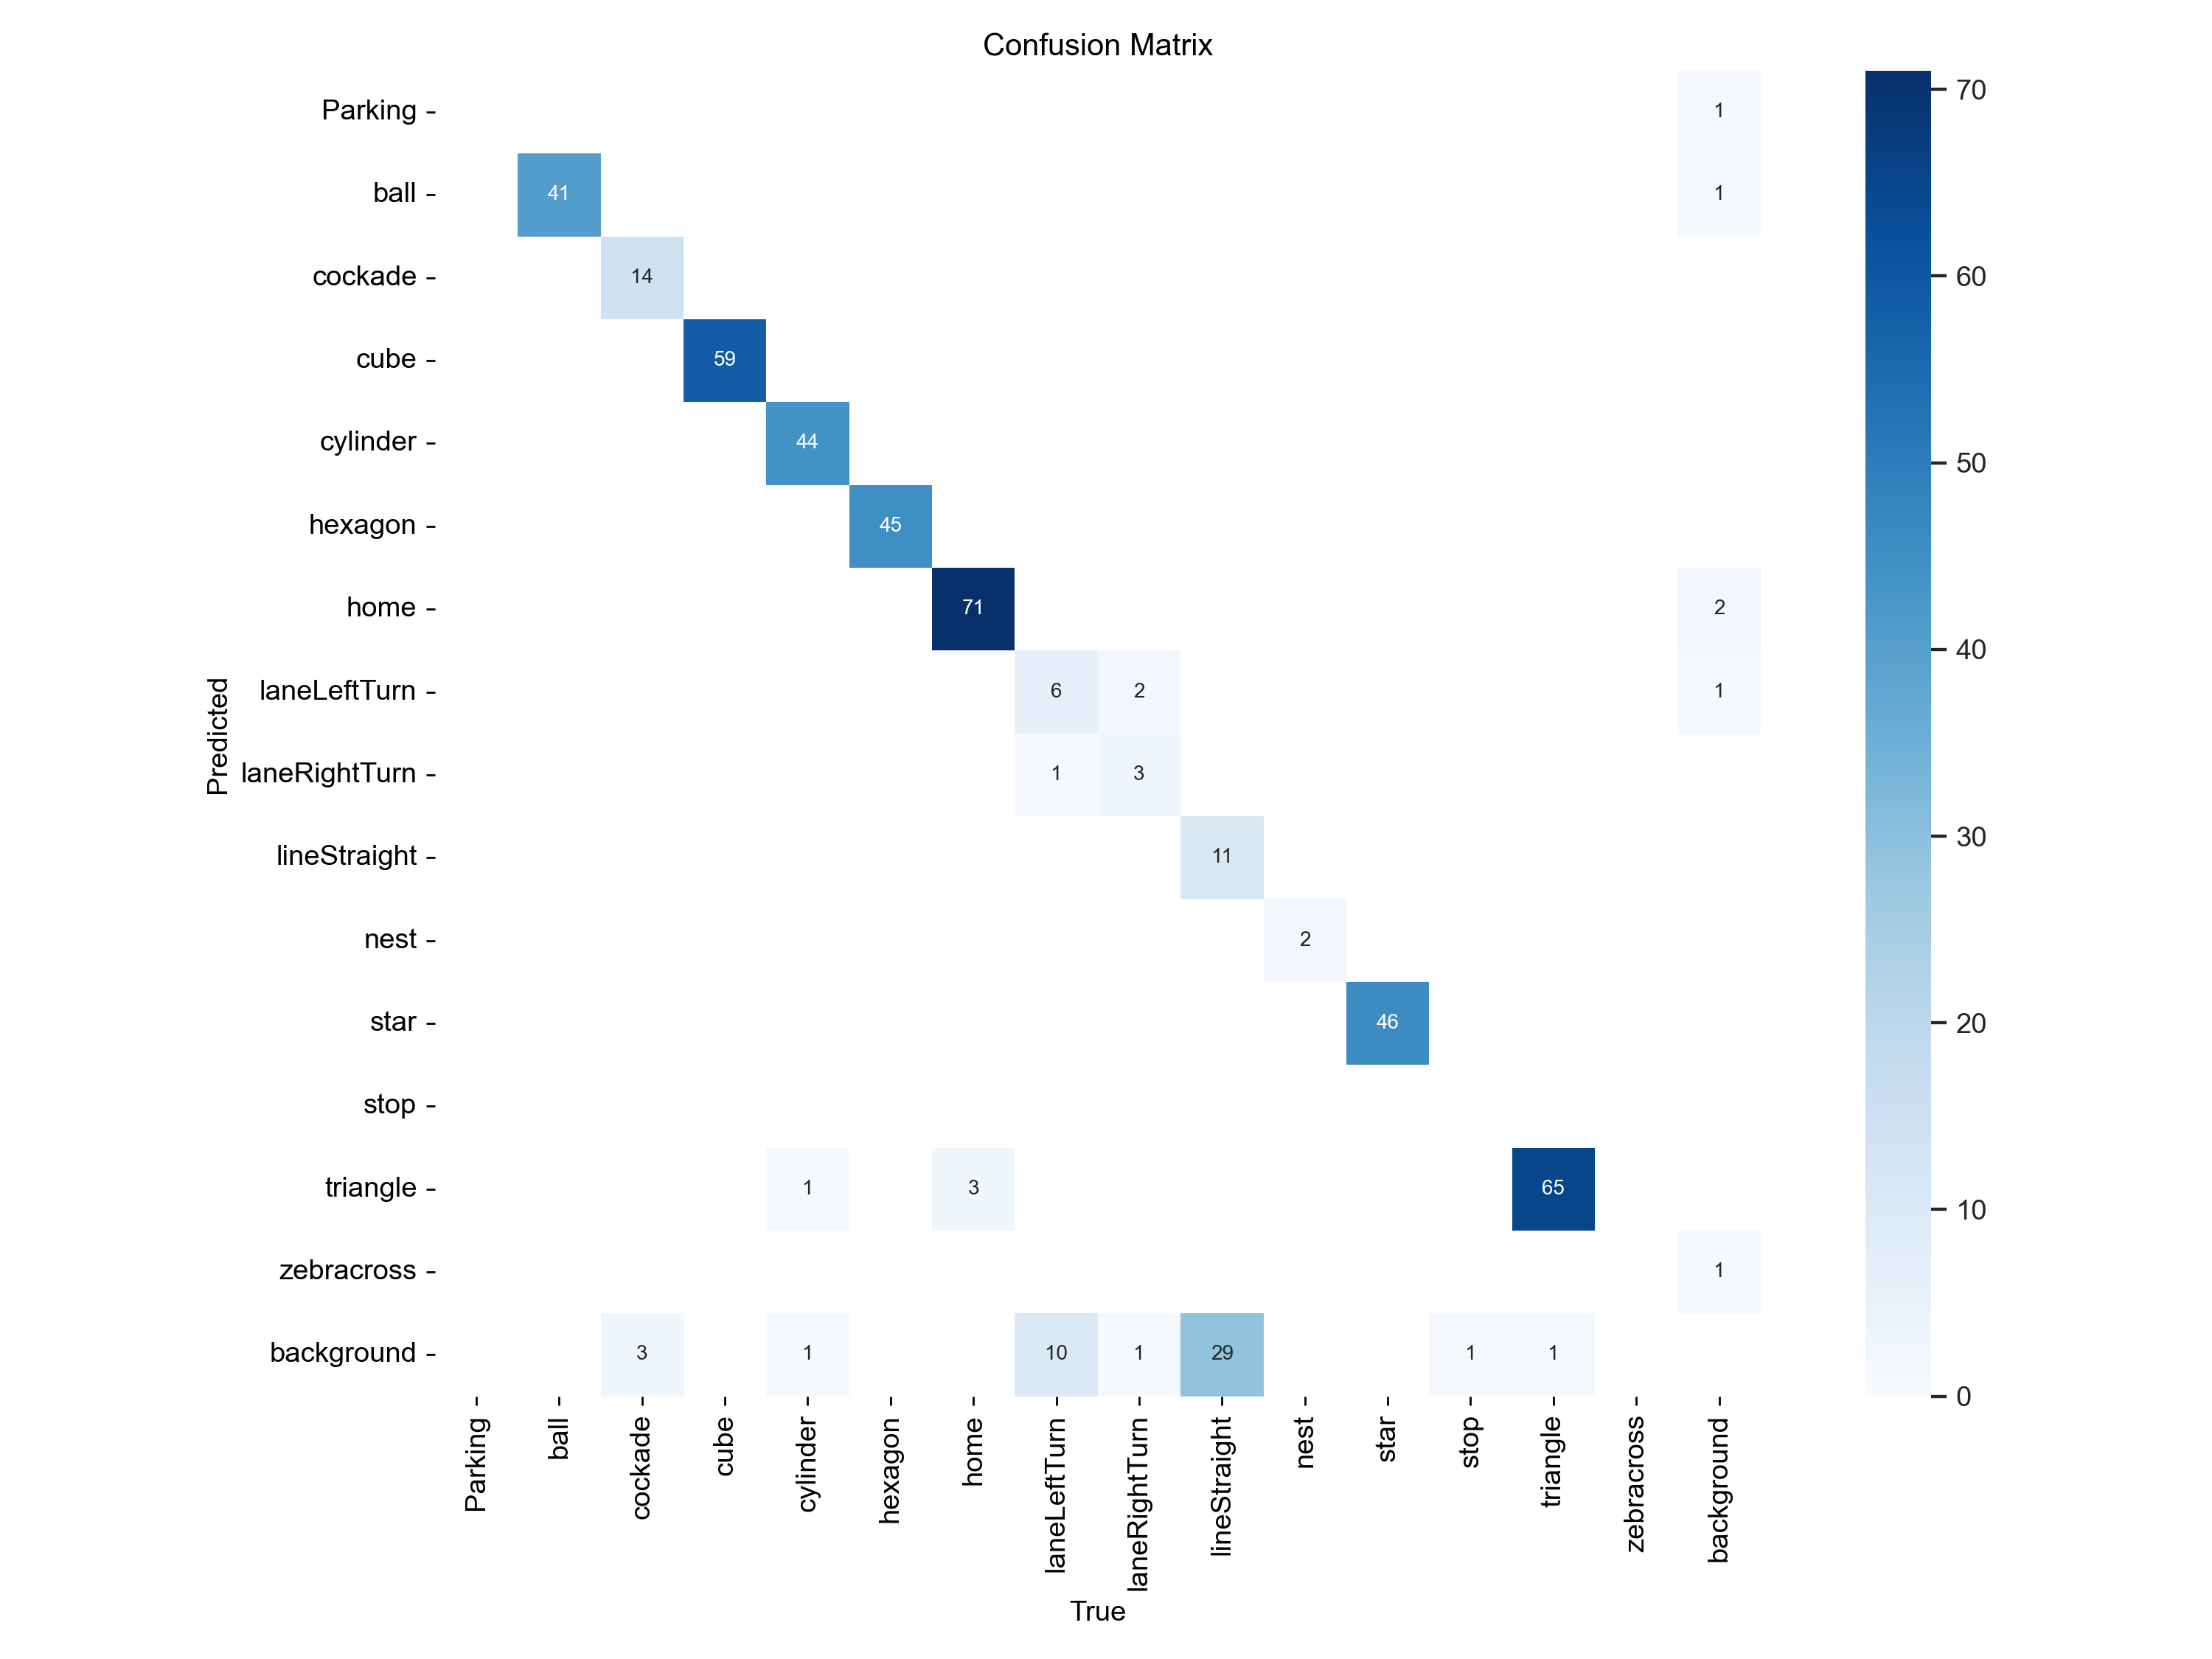 Confusion Matrix
Parking
1
70
ball
41
1
cockade
14
60
cube
59
cylinder
44
50
hexagon
45
home
71
2
40
Predicted
laneLeftTurn
6
2
1
laneRightTurn
1
3
30
lineStraight
11
nest
2
star
46
20
stop
triangle
1
3
65
10
zebracross
1
background
3
1
10
1
29
1
1
0
Parking
ball
cockade
cube
cylinder
hexagon
home
laneLeftTurn
laneRightTurn
lineStraight
nest
star
stop
triangle
zebracross
background
True